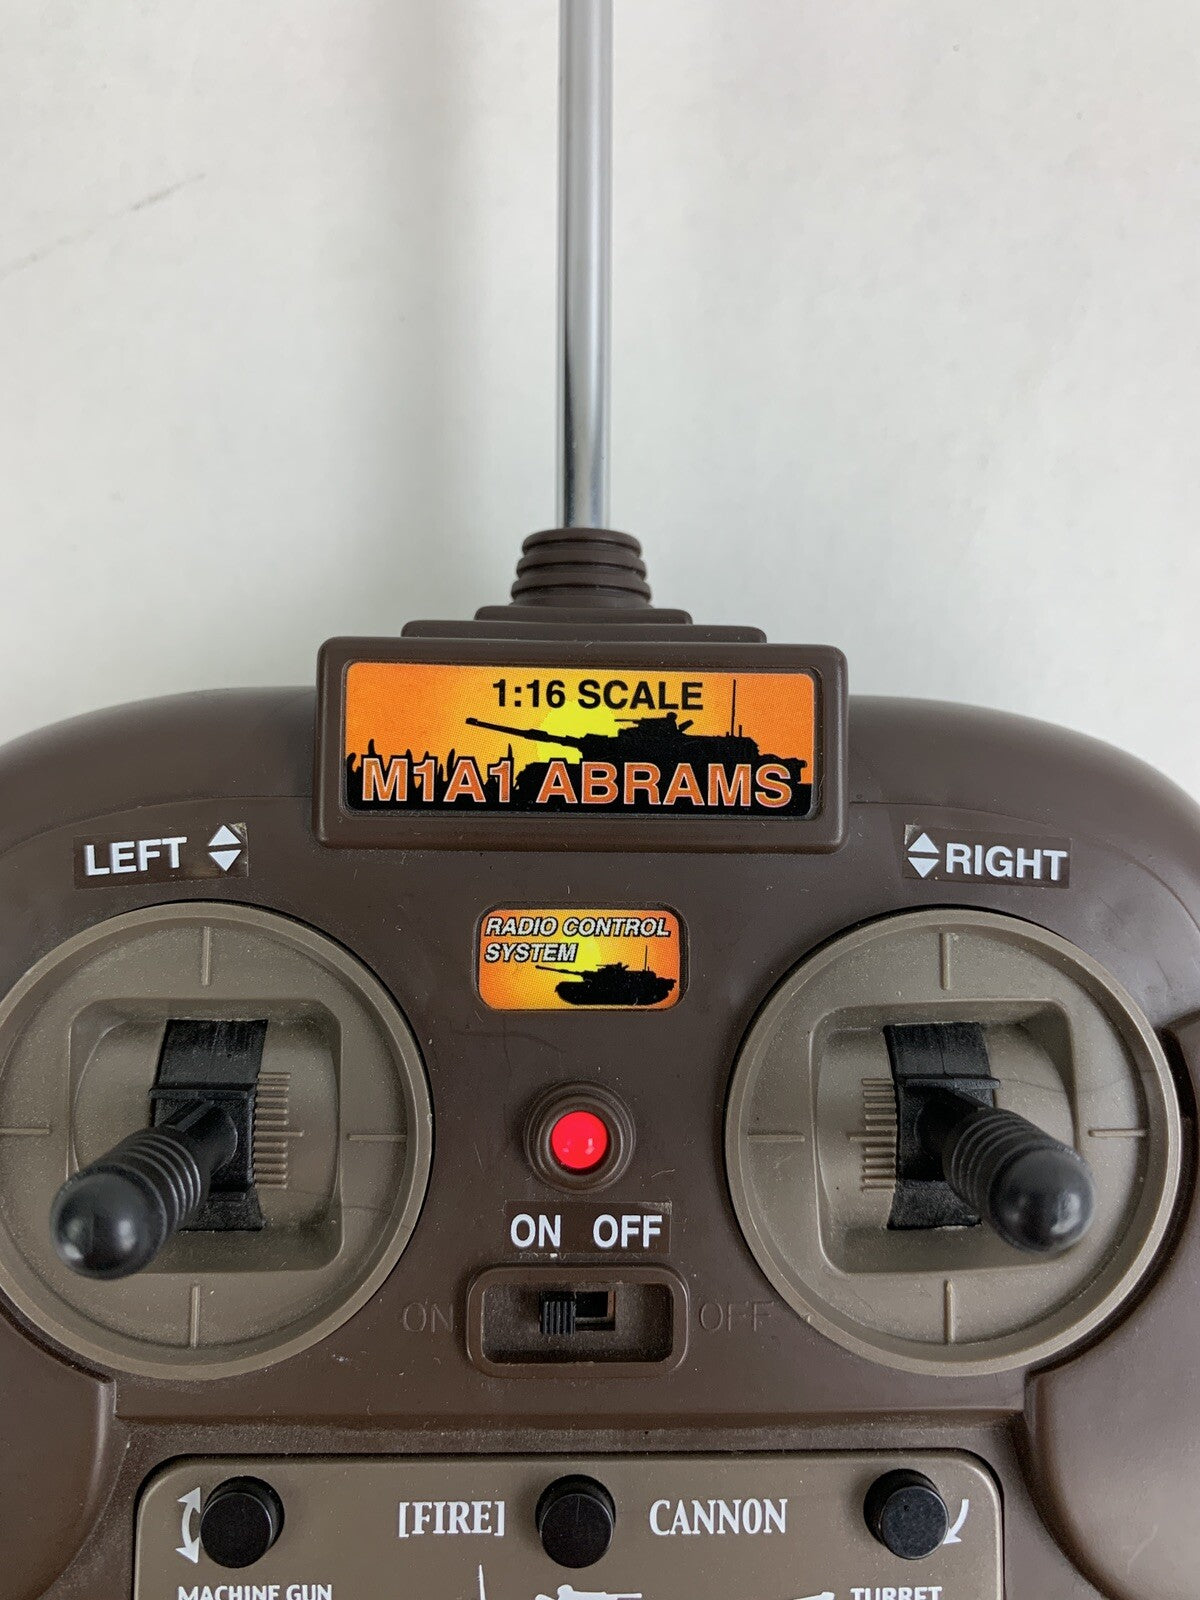 1:16 SCALE
M1A1 ABRAMS
LEFT
RIGHT
RADIO CONTROL
SYSTEM
ON OFF
ON OFF
[FIRE] CANNON
MACHINE GUN TURRET